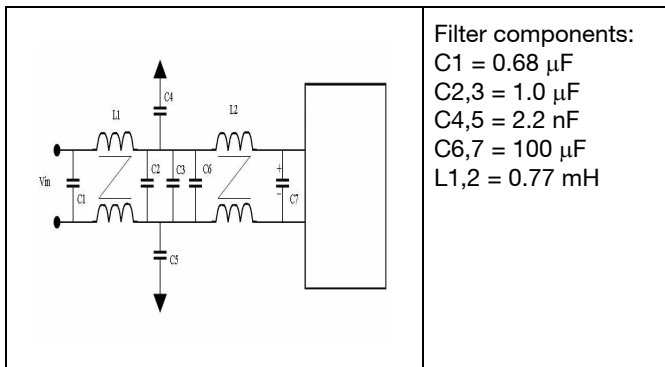 Filter components:
C1 = 0.68 μF
C2,3 = 1.0 μF
C4,5 = 2.2 nF
C6,7 = 100 μF
L1,2 = 0.77 mH
C4
L1
L2
C2
C3
C6
+
Vin
C1
C7
−
C5